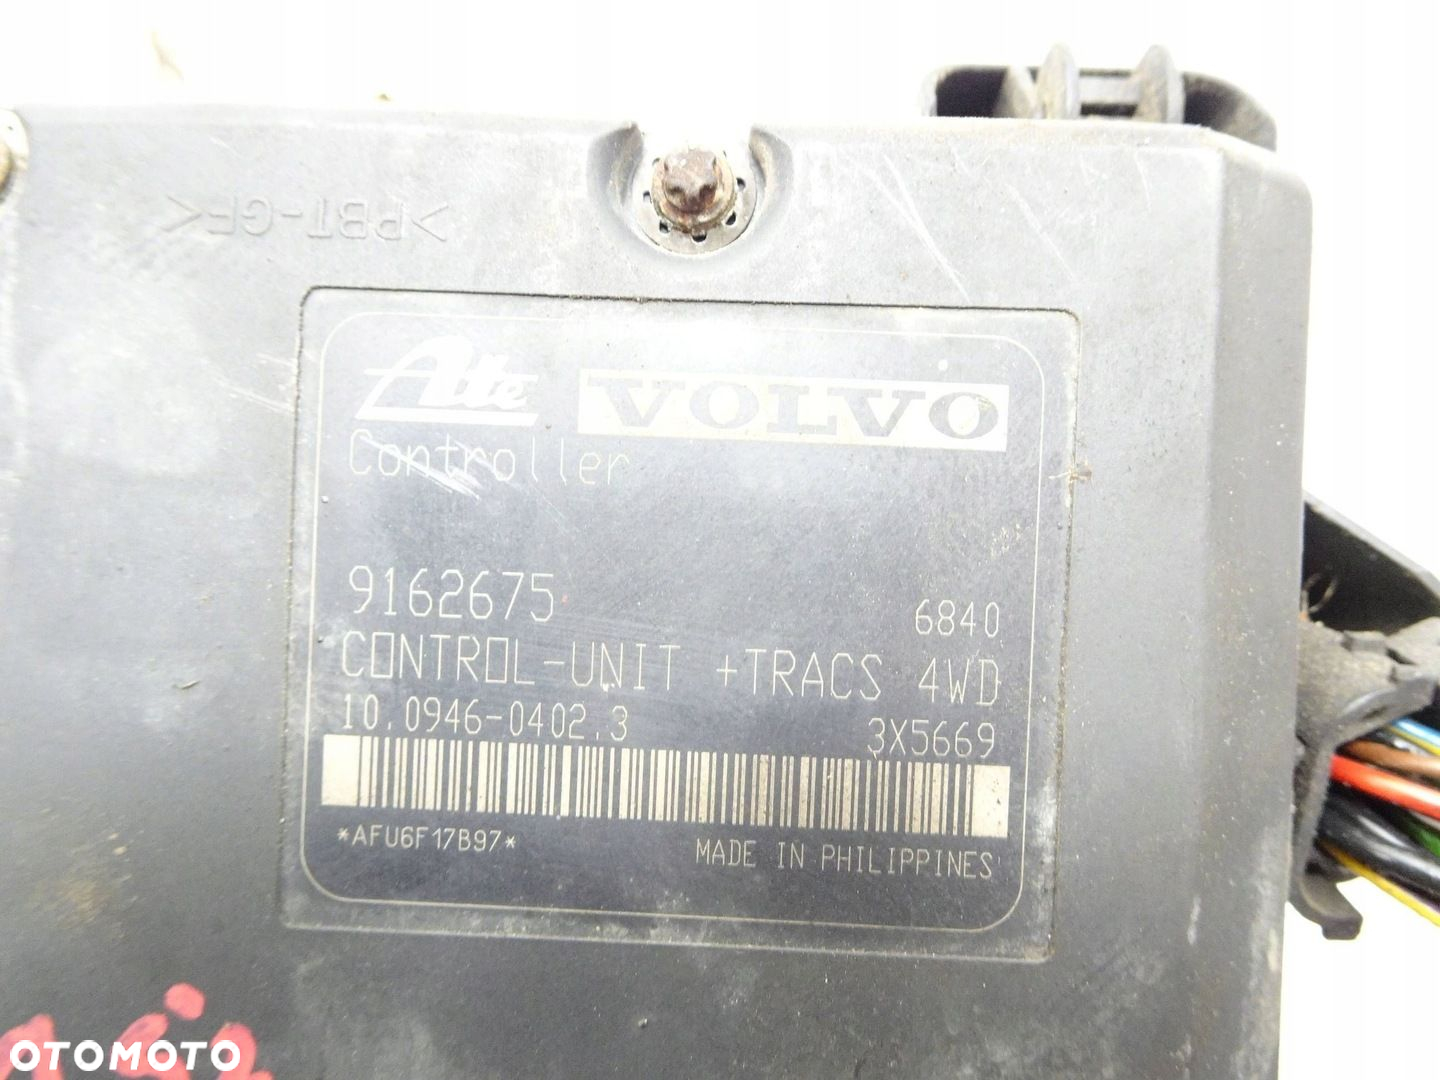 >PBT-GF<
Ate VOLVO
Controller
9162675 6840
CONTROL-UNIT +TRACS 4WD
10.0946-0402.3 3X5669
*AFU6F17B97*
MADE IN PHILIPPINES
OTOMOTO